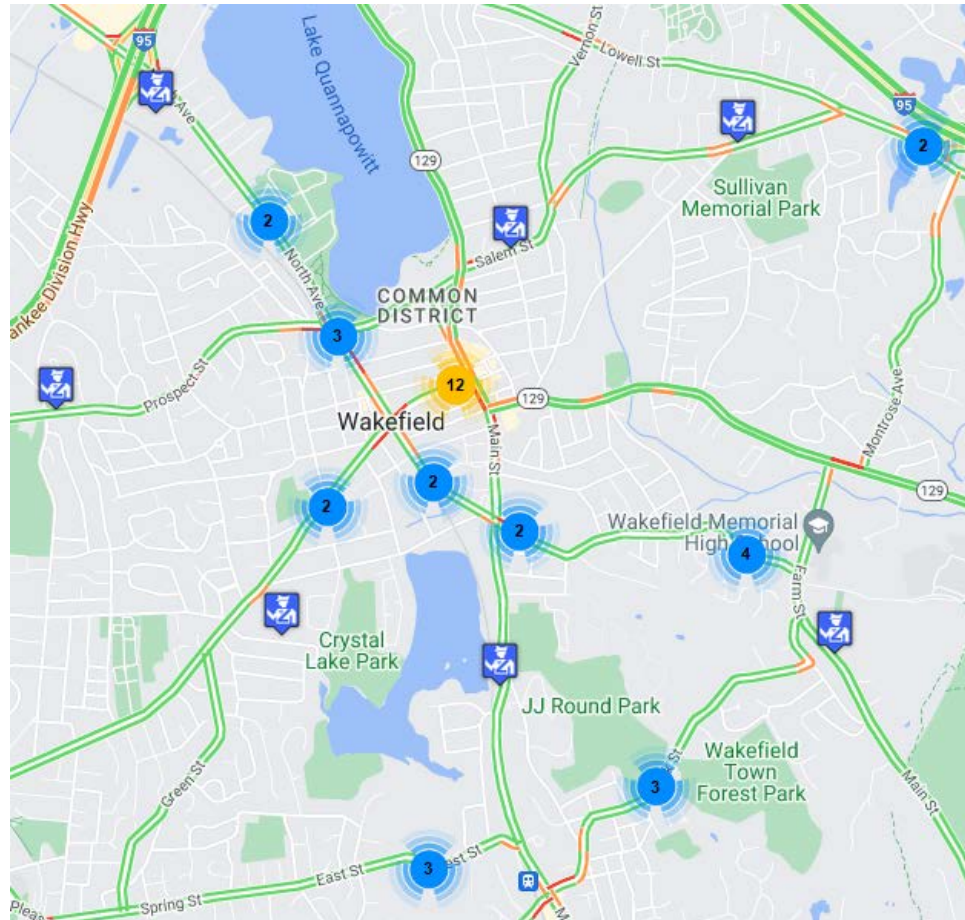 95
Lake Quannapowitt
Vernon St
Lowell St
95
Ave
129
2
Sullivan
Memorial Park
2
North Ave
Salem St
COMMON
DISTRICT
3
Prospect St
12
129
Wakefield
Main St
Montrose Ave
129
2
2
2
Wakefield Memorial
High School
4
Farm St
Crystal
Lake Park
JJ Round Park
Wakefield
Town
Forest Park
3
Green St
Main St
3
East St
Spring St